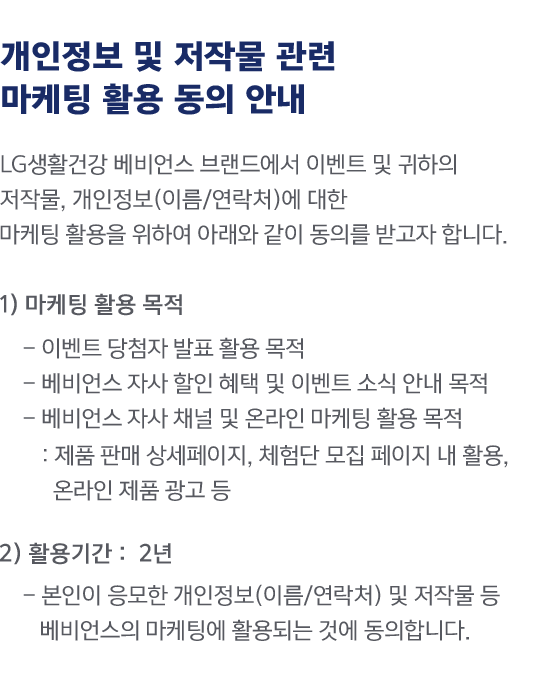 개인정보 및 저작물 관련
마케팅 활용 동의 안내
LG생활건강 베비언스 브랜드에서 이벤트 및 귀하의
저작물, 개인정보(이름/연락처)에 대한
마케팅 활용을 위하여 아래와 같이 동의를 받고자 합니다.
1) 마케팅 활용 목적
- 이벤트 당첨자 발표 활용 목적
- 베비언스 자사 할인 혜택 및 이벤트 소식 안내 목적
- 베비언스 자사 채널 및 온라인 마케팅 활용 목적
: 제품 판매 상세페이지, 체험단 모집 페이지 내 활용,
온라인 제품 광고 등
2) 활용기간 : 2년
- 본인이 응모한 개인정보(이름/연락처) 및 저작물 등
베비언스의 마케팅에 활용되는 것에 동의합니다.